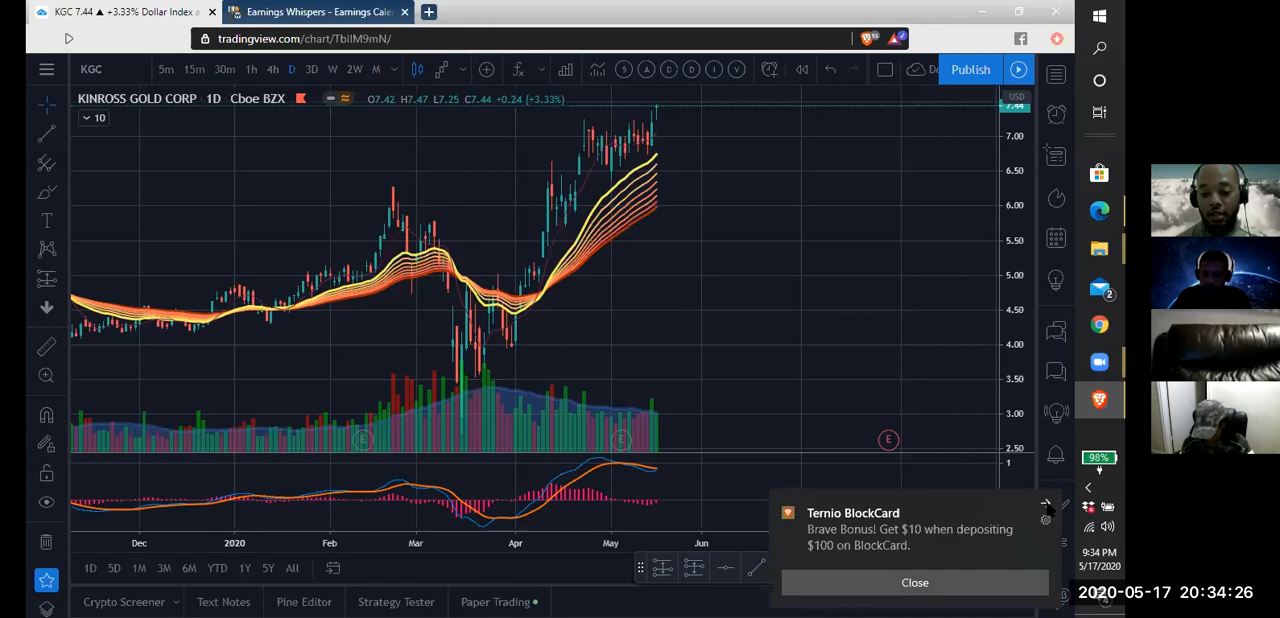 KGC 7.44 ▲ +3.33% Dollar Index a
Earnings Whispers - Earnings Cale
tradingview.com/chart/TbIIM9mN/
KGC 5m 15m 30m 1h 4h D 3D W 2W M
Publish
KINROSS GOLD CORP • 1D Cboe BZX
O7.42 H7.47 L7.25 C7.44 +0.24 (+3.33%)
10
USD
7.44
7.00
6.50
6.00
5.50
5.00
4.50
4.00
3.50
3.00
2.50
E E E
1
0
Dec 2020 Feb Mar Apr May Jun
1D 5D 1M 3M 6M YTD 1Y 5Y All
Crypto Screener Text Notes Pine Editor Strategy Tester Paper Trading
Ternio BlockCard
Brave Bonus! Get $10 when depositing
$100 on BlockCard.
Close
2
98%
9:34 PM
5/17/2020
2020-05-17 20:34:26